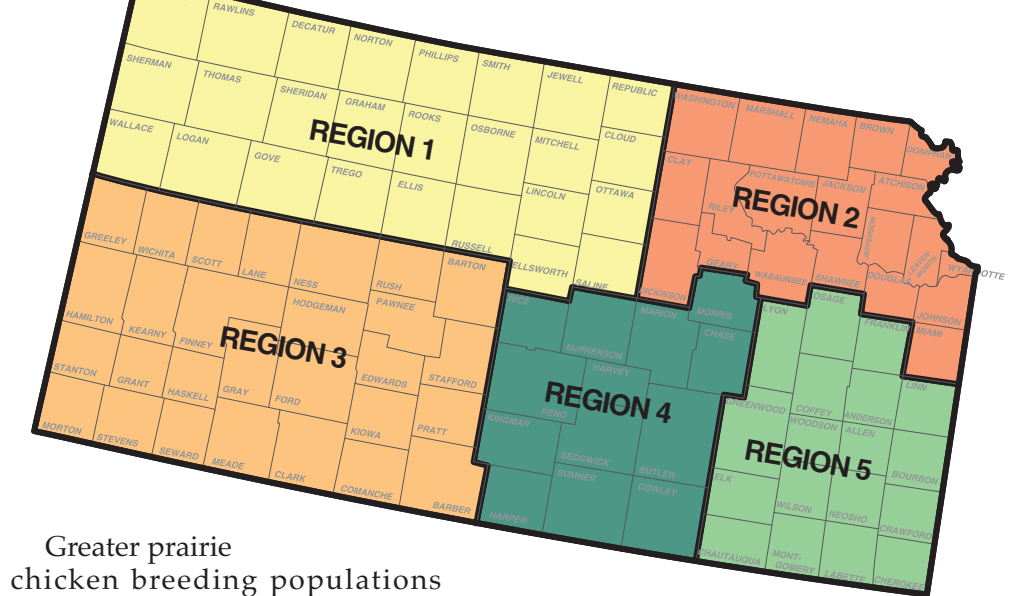 RAWLINS
DECATUR
NORTON
PHILLIPS
SMITH
JEWELL
REPUBLIC
WASHINGTON
MARSHALL
NEMAHA
BROWN
DONIPHAN
SHERMAN
THOMAS
SHERIDAN
GRAHAM
ROOKS
OSBORNE
MITCHELL
CLOUD
CLAY
POTTAWATOMIE
JACKSON
ATCHISON
WALLACE
LOGAN
GOVE
TREGO
ELLIS
REGION 1
LINCOLN
OTTAWA
RILEY
REGION 2
JEFFERSON
LEAVEN-
WORTH
WYANDOTTE
RUSSELL
ELLSWORTH
SALINE
DICKINSON
GEARY
WABAUNSEE
SHAWNEE
DOUGLAS
JOHNSON
GREELEY
WICHITA
SCOTT
LANE
NESS
RUSH
BARTON
HODGEMAN
PAWNEE
RICE
MARION
MORRIS
LYON
OSAGE
FRANKLIN
MIAMI
HAMILTON
KEARNY
FINNEY
REGION 3
McPHERSON
CHASE
STANTON
GRANT
HASKELL
GRAY
FORD
EDWARDS
STAFFORD
HARVEY
RENO
REGION 4
GREENWOOD
COFFEY
ANDERSON
LINN
WOODSON
ALLEN
MORTON
STEVENS
SEWARD
MEADE
CLARK
KIOWA
PRATT
KINGMAN
SEDGWICK
BUTLER
REGION 5
BOURBON
COMANCHE
BARBER
HARPER
SUMNER
COWLEY
ELK
WILSON
NEOSHO
CRAWFORD
CHAUTAUQUA
MONT-
GOMERY
LABETTE
CHEROKEE
Greater prairie
chicken breeding populations